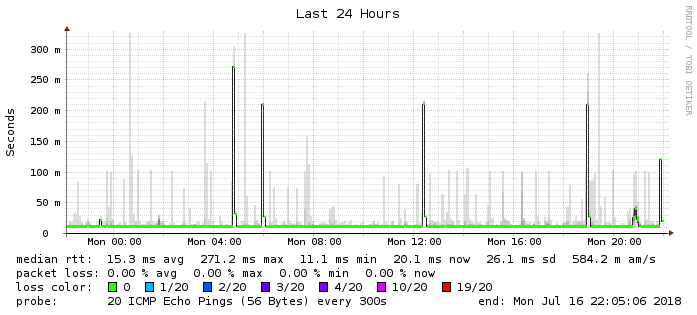 Last 24 Hours
RRDTOOL / TOBI OETIKER
Seconds
300 m
250 m
200 m
150 m
100 m
50 m
0
Mon 00:00 Mon 04:00 Mon 08:00 Mon 12:00 Mon 16:00 Mon 20:00
median rtt: 15.3 ms avg 271.2 ms max 11.1 ms min 20.1 ms now 26.1 ms sd 584.2 m am/s
packet loss: 0.00 % avg 0.00 % max 0.00 % min 0.00 % now
loss color: 0 1/20 2/20 3/20 4/20 10/20 19/20
probe: 20 ICMP Echo Pings (56 Bytes) every 300s end: Mon Jul 16 22:05:06 2018